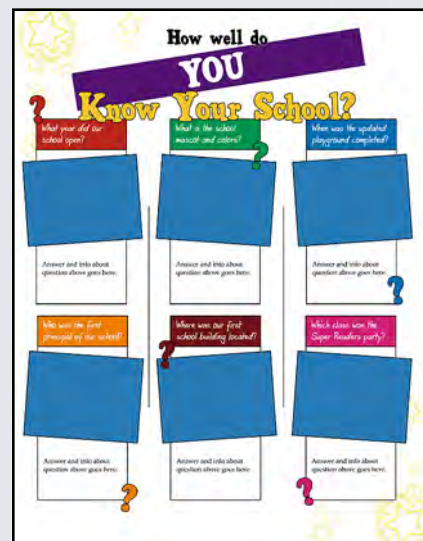 How well do
YOU
Know Your School?
What year did our
school open?
What is the school
mascot and colors?
When was the updated
playground completed?
Answer and info about
question above goes here.
Answer and info about
question above goes here.
Answer and info about
question above goes here.
Who was the first
principal of our school?
Where was our first
school building located?
Which class won the
Super Readers party?
Answer and info about
question above goes here.
Answer and info about
question above goes here.
Answer and info about
question above goes here.